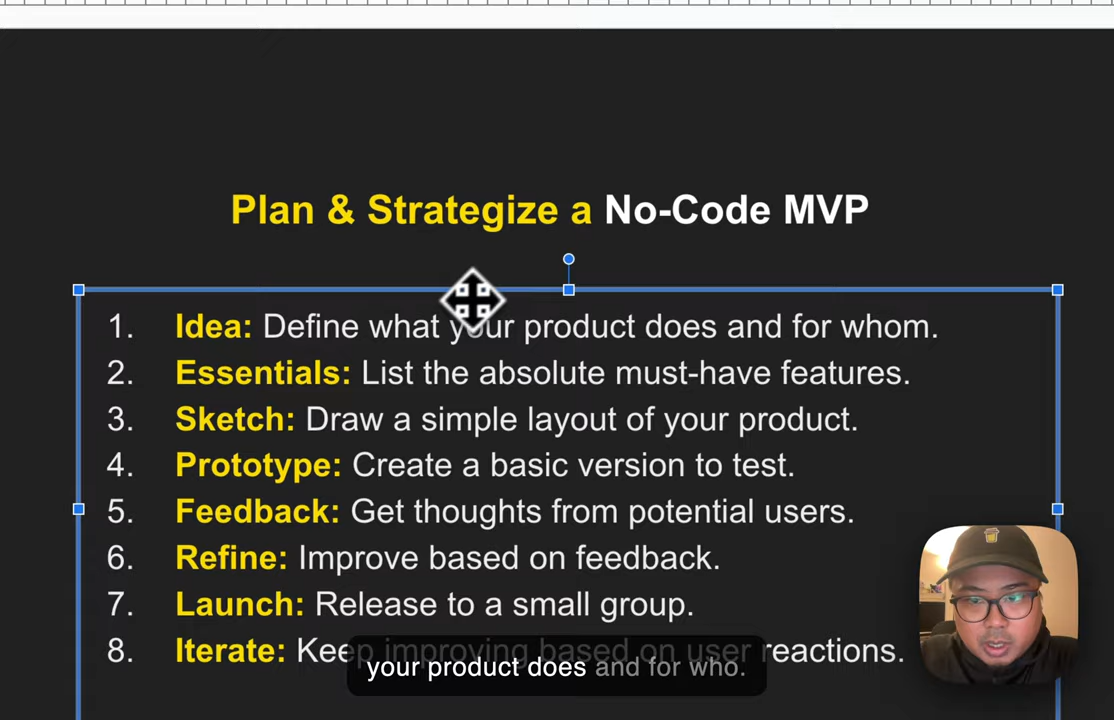 Plan & Strategize a No-Code MVP
1. Idea: Define what your product does and for whom.
2. Essentials: List the absolute must-have features.
3. Sketch: Draw a simple layout of your product.
4. Prototype: Create a basic version to test.
5. Feedback: Get thoughts from potential users.
6. Refine: Improve based on feedback.
7. Launch: Release to a small group.
8. Iterate: Keep improving based on user reactions.
your product does and for who.